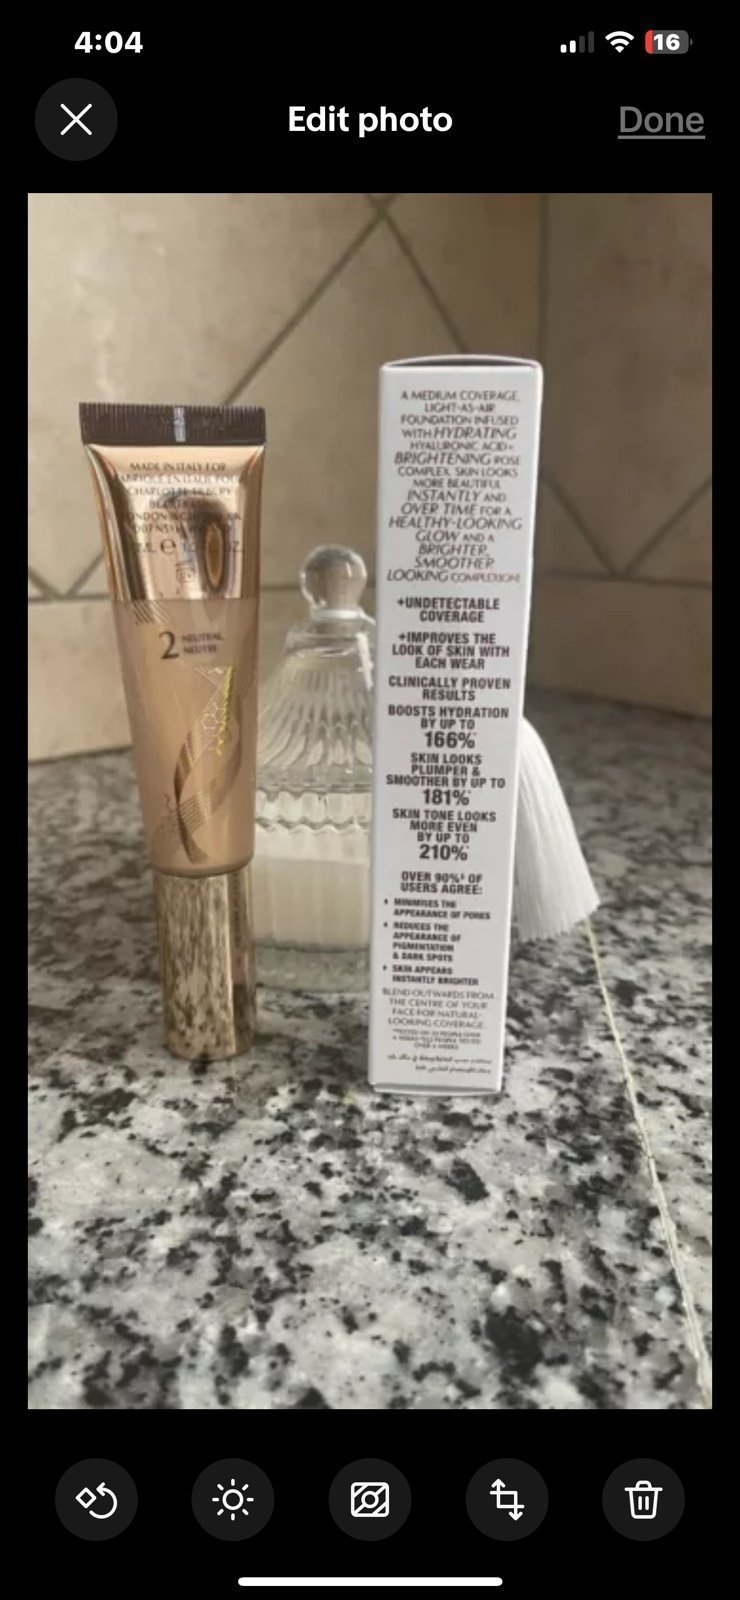 4:04
16
Edit photo
Done
MADE IN ITALY FOR
CHARLOTTE TILBURY
2 NEUTRAL
NEUTRE
A MEDIUM COVERAGE,
LIGHT-AS-AIR
FOUNDATION INFUSED
WITH HYDRATING
HYALURONIC ACID+
BRIGHTENING ROSE
COMPLEX. SKIN LOOKS
MORE BEAUTIFUL
INSTANTLY AND
OVER TIME FOR A
HEALTHY-LOOKING
GLOW AND A
BRIGHTER,
SMOOTHER
LOOKING COMPLEXION!
+UNDETECTABLE
COVERAGE
+IMPROVES THE
LOOK OF SKIN WITH
EACH WEAR
CLINICALLY PROVEN
RESULTS
BOOSTS HYDRATION
BY UP TO
166%*
SKIN LOOKS
PLUMPER &
SMOOTHER BY UP TO
181%*
SKIN TONE LOOKS
MORE EVEN
BY UP TO
210%*
OVER 90%‡ OF
USERS AGREE:
+ MINIMISES THE
APPEARANCE OF PORES
+ REDUCES THE
APPEARANCE OF
PIGMENTATION
& DARK SPOTS
+ SKIN APPEARS
INSTANTLY BRIGHTER
BLEND OUTWARDS FROM
THE CENTRE OF YOUR
FACE FOR NATURAL-
LOOKING COVERAGE.